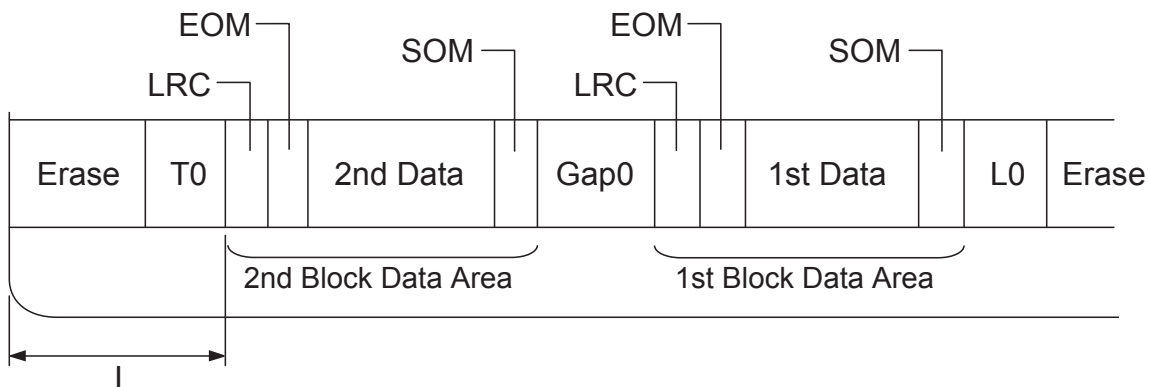 EOM
EOM
SOM
SOM
LRC
LRC
Erase T0 2nd Data Gap0 1st Data L0 Erase
2nd Block Data Area 1st Block Data Area
l